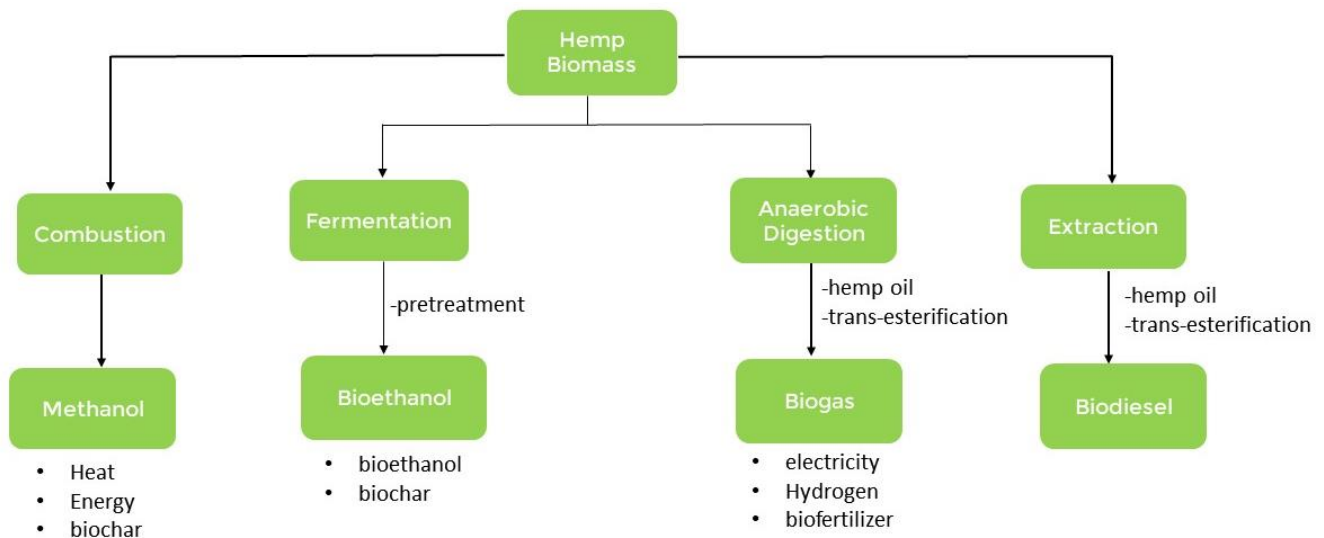 Hemp
Biomass
Combustion
Fermentation
Anaerobic
Digestion
Extraction
-pretreatment
-hemp oil
-trans-esterification
-hemp oil
-trans-esterification
Methanol
Bioethanol
Biogas
Biodiesel
• Heat
• Energy
• biochar
• bioethanol
• biochar
• electricity
• Hydrogen
• biofertilizer